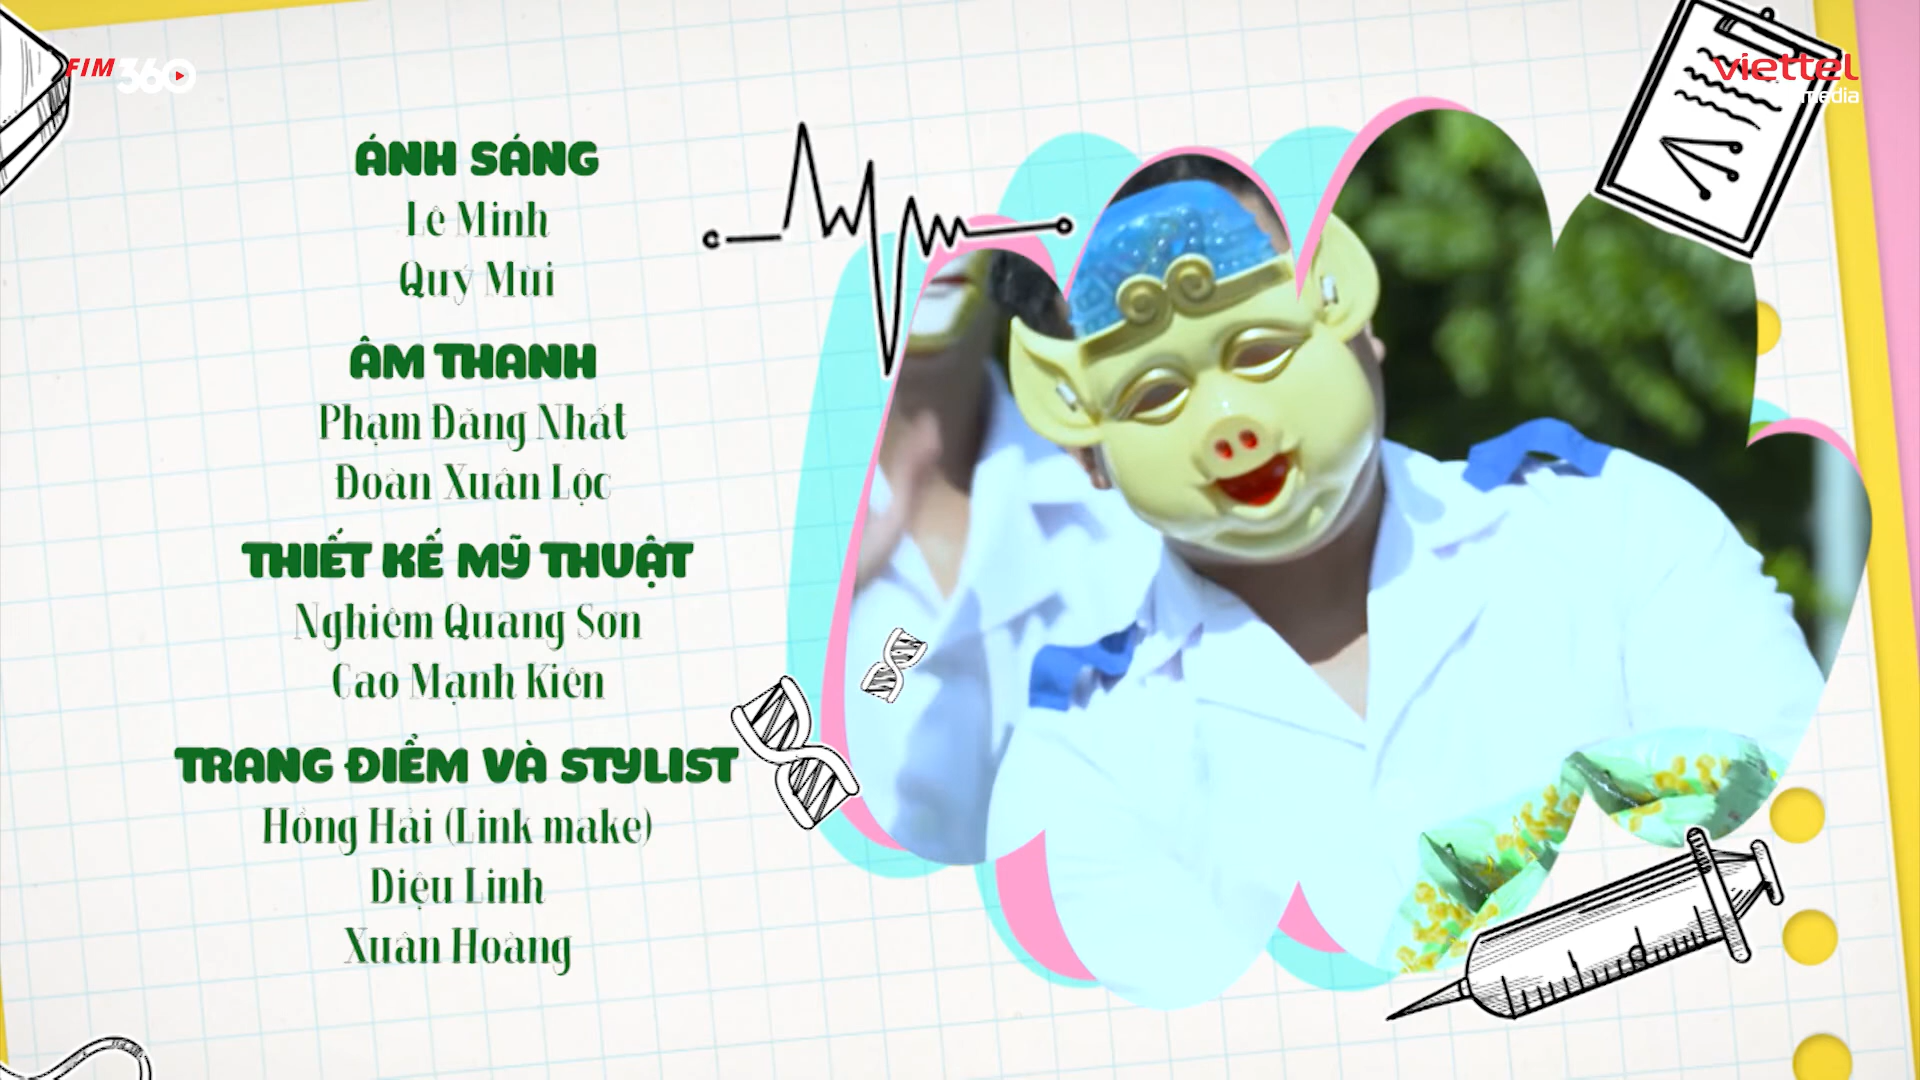 FIM360
viettel
media
ÁNH SÁNG
Lê Minh
Quý Mùi
ÂM THANH
Phạm Đăng Nhất
Đoàn Xuân Lộc
THIẾT KẾ MỸ THUẬT
Nghiêm Quang Sơn
Cao Mạnh Kiên
TRANG ĐIỂM VÀ STYLIST
Hồng Hải (Link make)
Diệu Linh
Xuân Hoàng